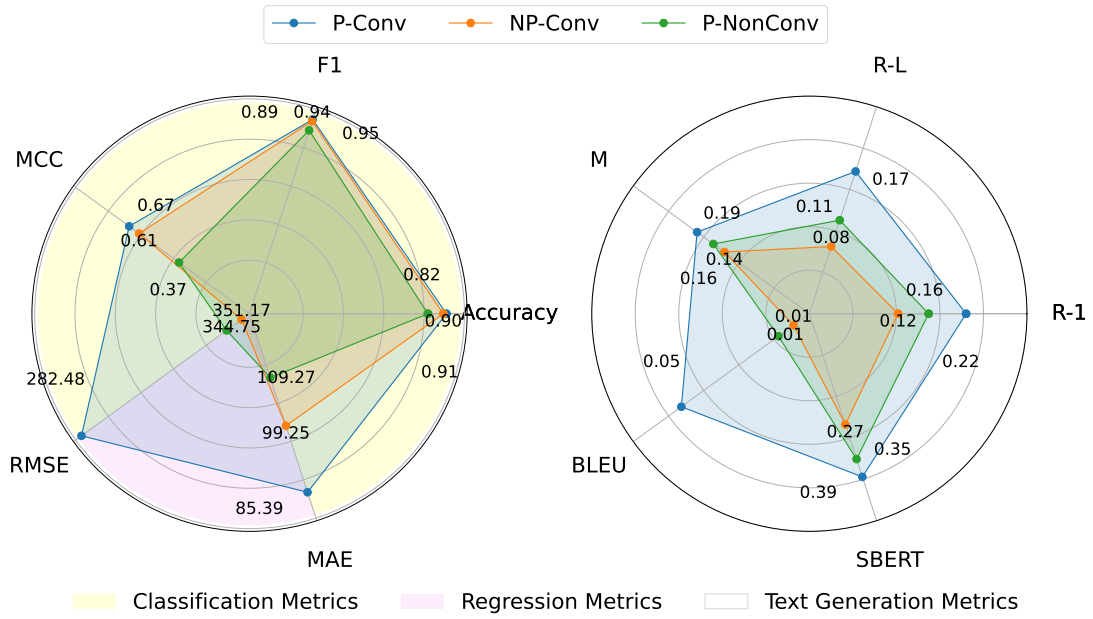 P-Conv NP-Conv P-NonConv
F1
R-L
0.89 0.94
0.95
MCC
M
0.17
0.67
0.19
0.11
0.61
0.08
0.14
0.82
0.16
0.37
0.16
351.17
Accuracy
0.01
R-1
344.75
0.90
0.12
0.01
0.05
0.22
282.48
109.27
0.91
99.25
0.27
0.35
RMSE
BLEU
85.39
0.39
MAE
SBERT
Classification Metrics Regression Metrics Text Generation Metrics